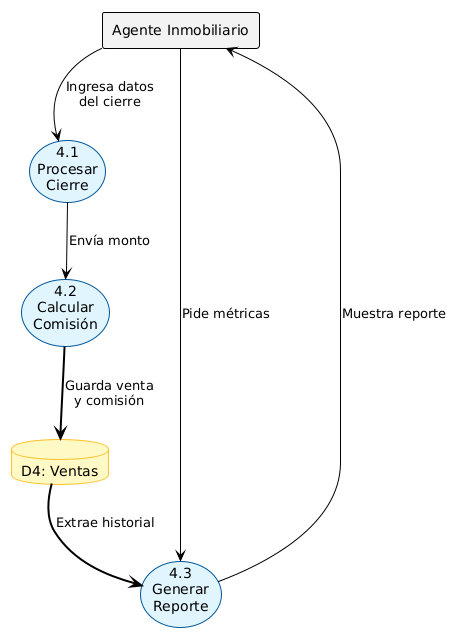 Agente Inmobiliario
Ingresa datos
del cierre
4.1
Procesar
Cierre
Envía monto
4.2
Calcular
Comisión
Pide métricas
Muestra reporte
Guarda venta
y comisión
D4: Ventas
Extrae historial
4.3
Generar
Reporte